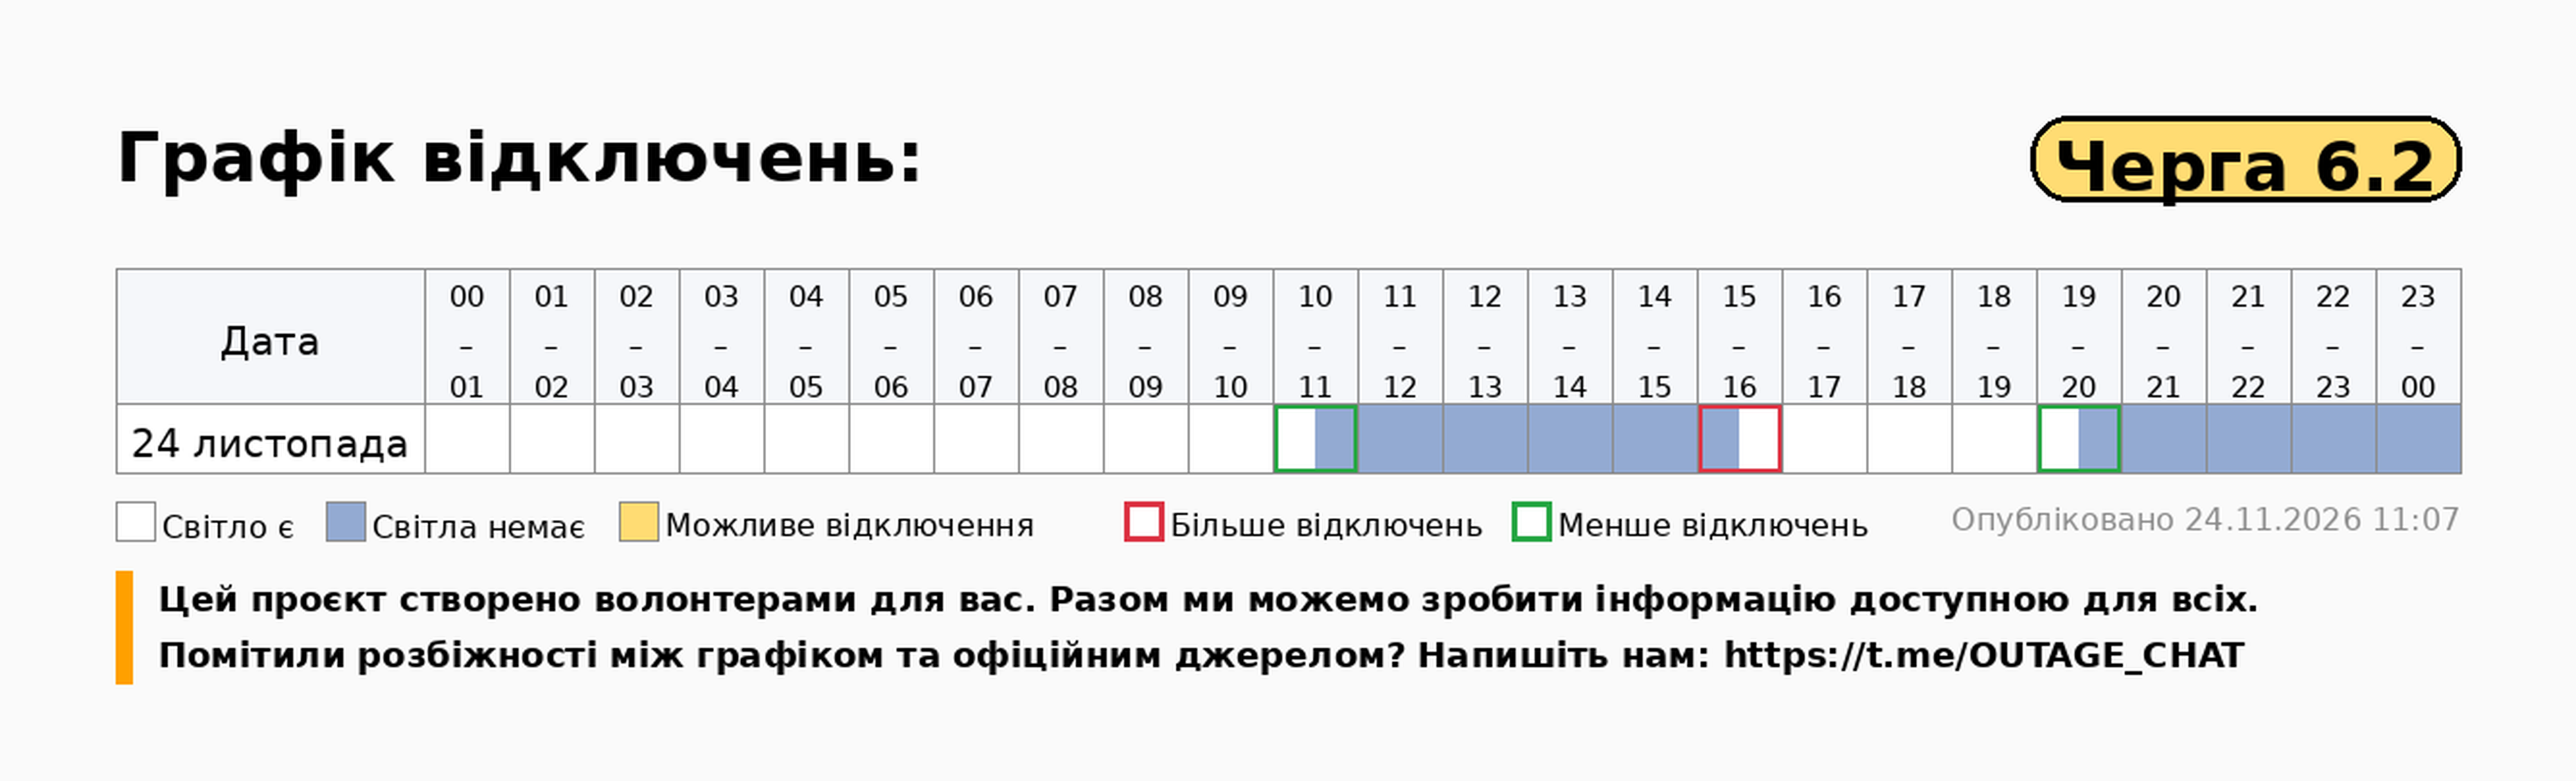 Графік відключень:
Черга 6.2
Дата
00 – 01
01 – 02
02 – 03
03 – 04
04 – 05
05 – 06
06 – 07
07 – 08
08 – 09
09 – 10
10 – 11
11 – 12
12 – 13
13 – 14
14 – 15
15 – 16
16 – 17
17 – 18
18 – 19
19 – 20
20 – 21
21 – 22
22 – 23
23 – 00
24 листопада
Світло є
Світла немає
Можливе відключення
Більше відключень
Менше відключень
Опубліковано 24.11.2026 11:07
Цей проєкт створено волонтерами для вас. Разом ми можемо зробити інформацію доступною для всіх.
Помітили розбіжності між графіком та офіційним джерелом? Напишіть нам: https://t.me/OUTAGE_CHAT